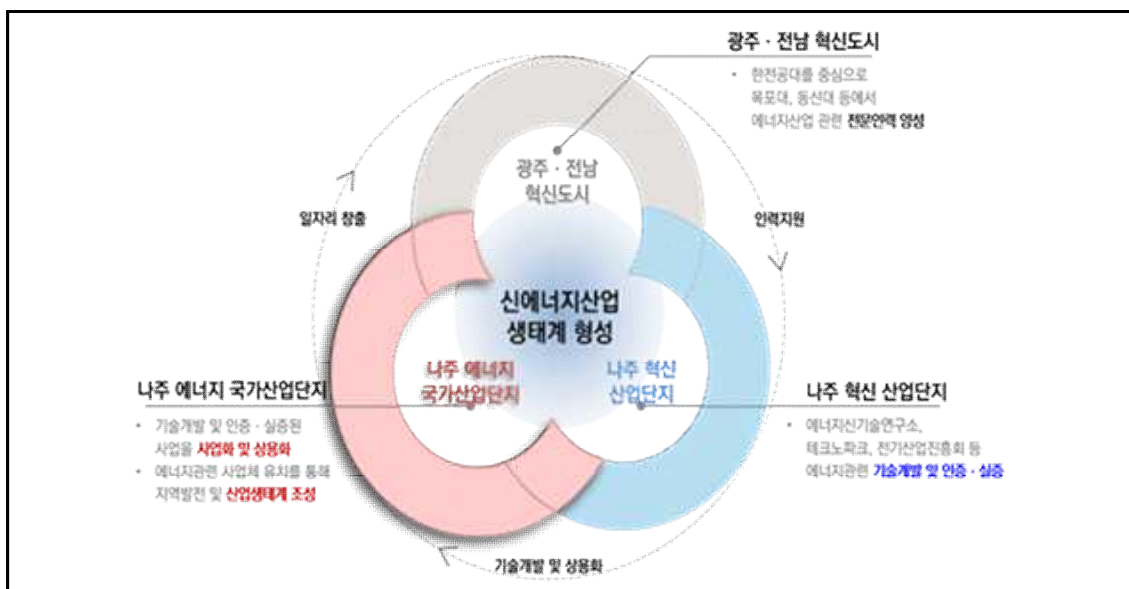 광주 · 전남 혁신도시
• 한전공대를 중심으로
목포대, 동신대 등에서
에너지산업 관련 전문인력 양성
광주 · 전남
혁신도시
일자리 창출
인력지원
신에너지산업
생태계 형성
나주 에너지
국가산업단지
나주 혁신
산업단지
나주 에너지 국가산업단지
• 기술개발 및 인증 · 실증된
사업을 사업화 및 상용화
• 에너지관련 사업체 유치를 통해
지역발전 및 산업생태계 조성
나주 혁신 산업단지
• 에너지신기술연구소,
테크노파크, 전기산업진흥회 등
에너지관련 기술개발 및 인증 · 실증
기술개발 및 상용화